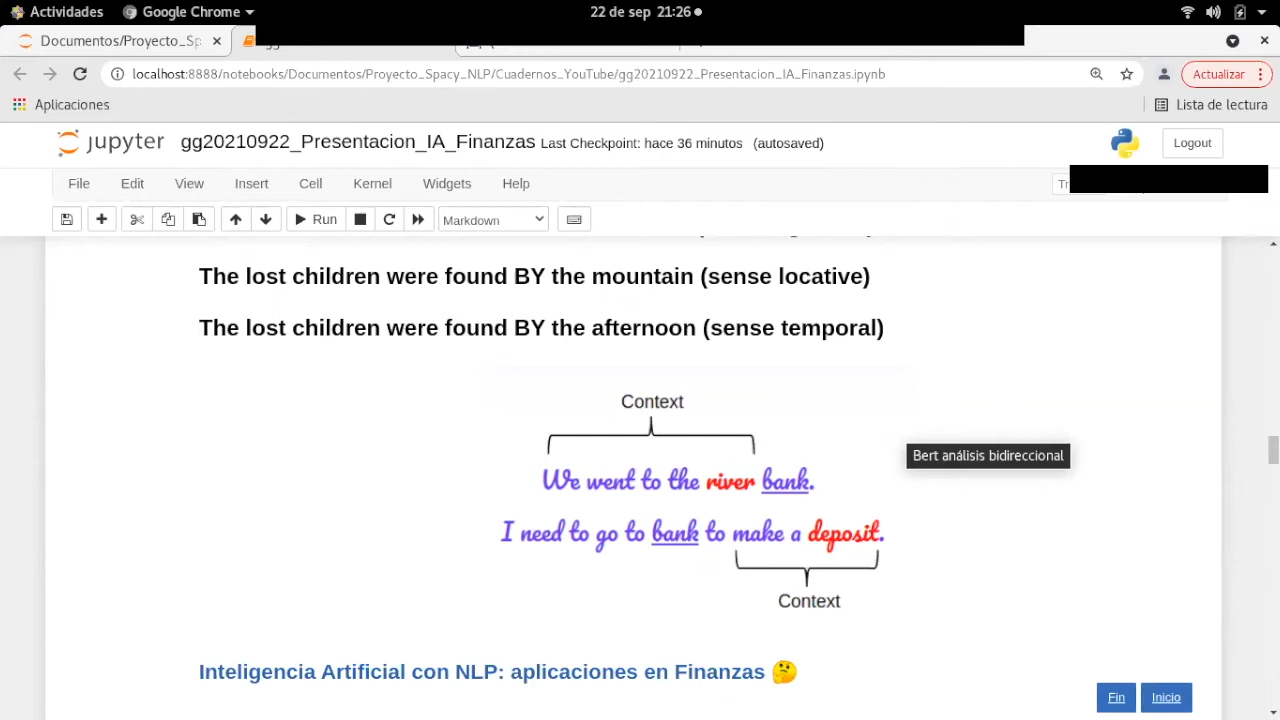 Actividades Google Chrome 22 de sep 21:26
Documentos/Proyecto_Sp
localhost:8888/notebooks/Documentos/Proyecto_Spacy_NLP/Cuadernos_YouTube/gg20210922_Presentacion_IA_Finanzas.ipynb Actualizar
Aplicaciones Lista de lectura
jupyter gg20210922_Presentacion_IA_Finanzas Last Checkpoint: hace 36 minutos (autosaved) Logout
File Edit View Insert Cell Kernel Widgets Help
Run Markdown
The lost children were found BY the mountain (sense locative)
The lost children were found BY the afternoon (sense temporal)
Context
Bert análisis bidireccional
We went to the river bank.
I need to go to bank to make a deposit.
Context
Inteligencia Artificial con NLP: aplicaciones en Finanzas 🤔
Fin Inicio